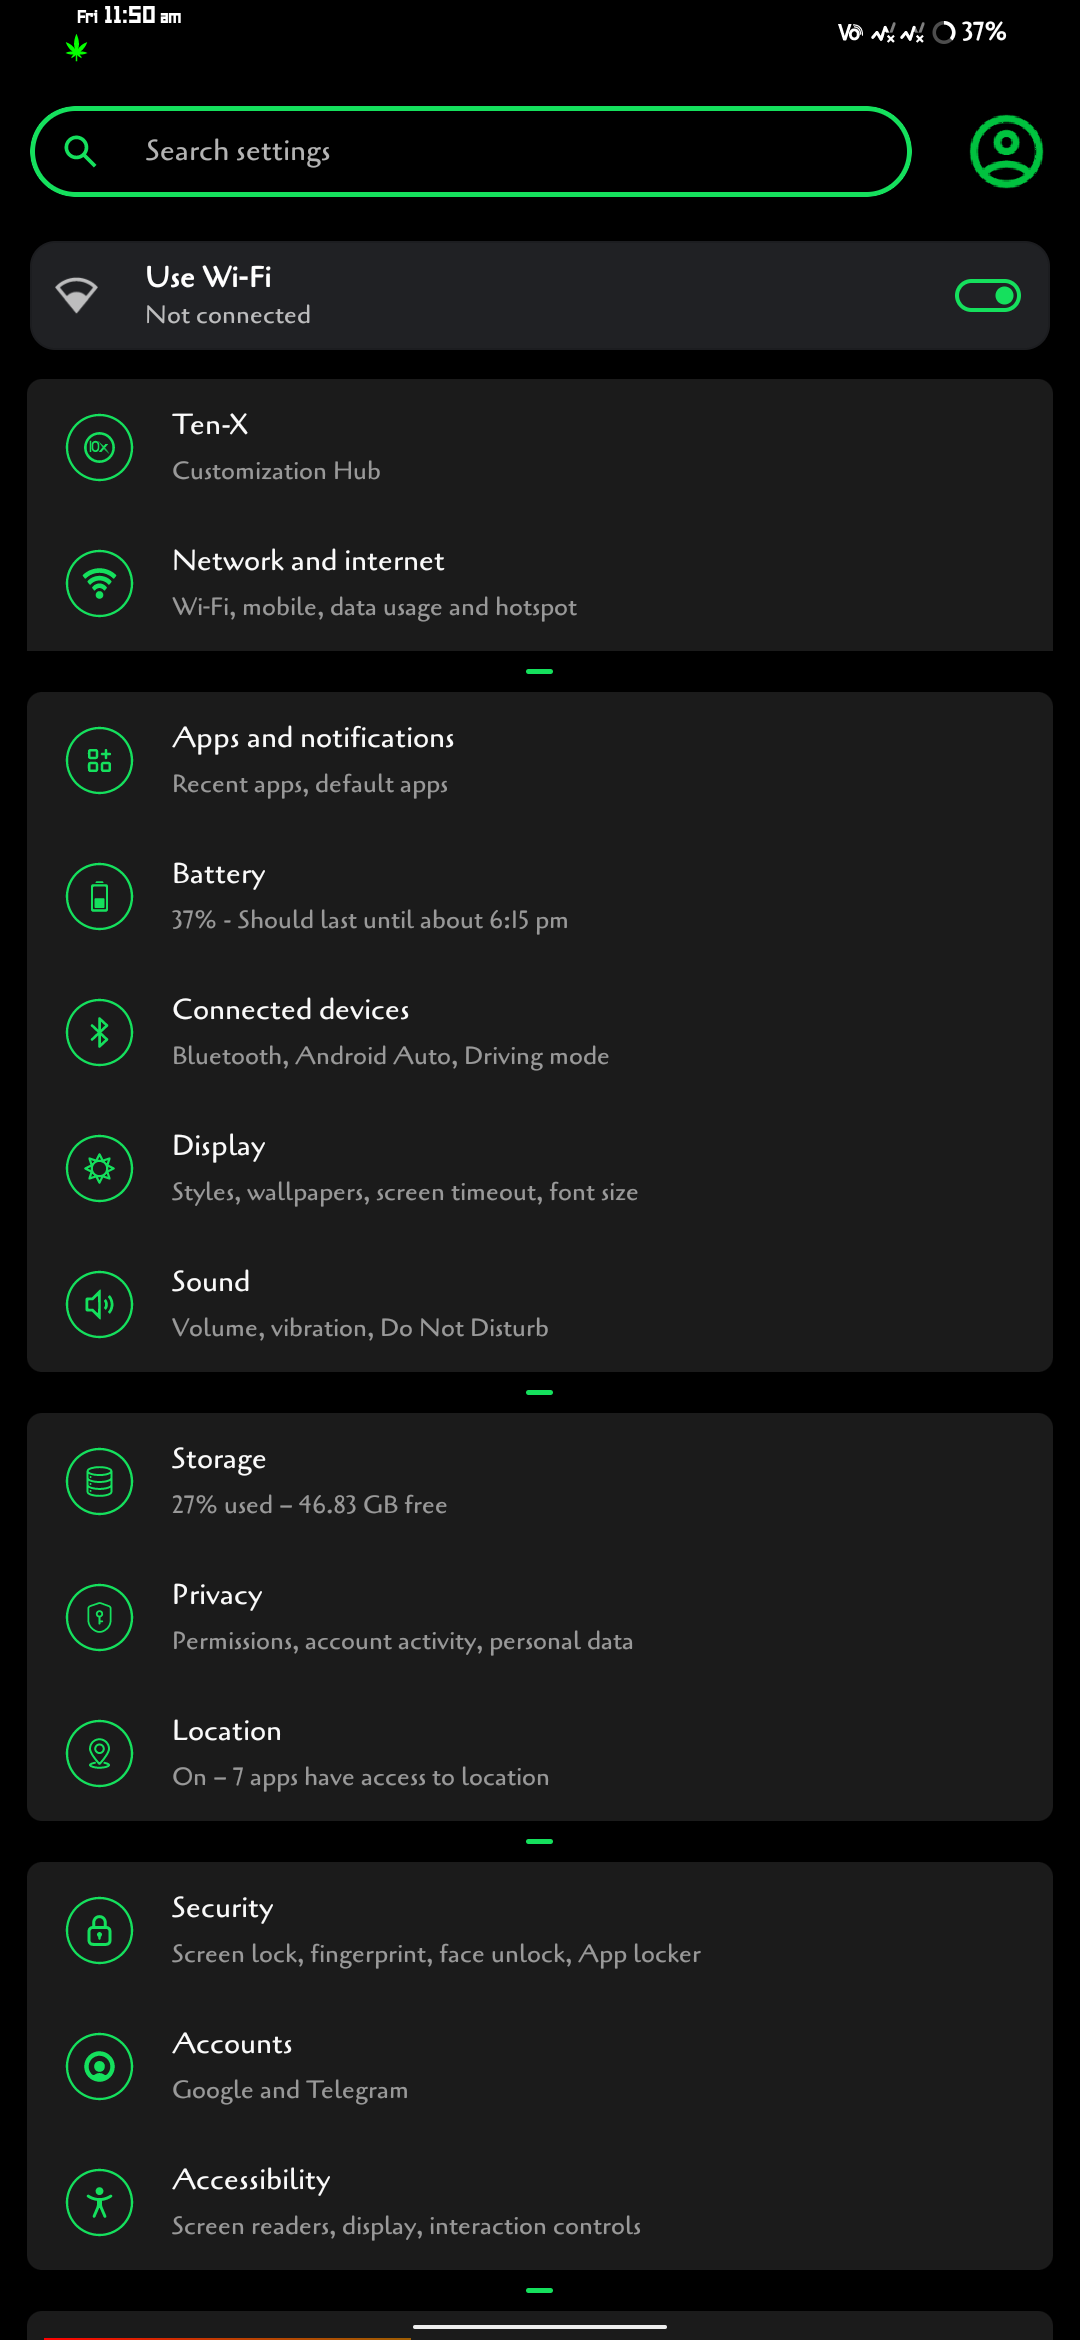 Fri 11:50 am
Vo 37%
Search settings
Use Wi-Fi
Not connected
10x
Ten-X
Customization Hub
Network and internet
Wi-Fi, mobile, data usage and hotspot
Apps and notifications
Recent apps, default apps
Battery
37% - Should last until about 6:15 pm
Connected devices
Bluetooth, Android Auto, Driving mode
Display
Styles, wallpapers, screen timeout, font size
Sound
Volume, vibration, Do Not Disturb
Storage
27% used – 46.83 GB free
Privacy
Permissions, account activity, personal data
Location
On – 7 apps have access to location
Security
Screen lock, fingerprint, face unlock, App locker
Accounts
Google and Telegram
Accessibility
Screen readers, display, interaction controls